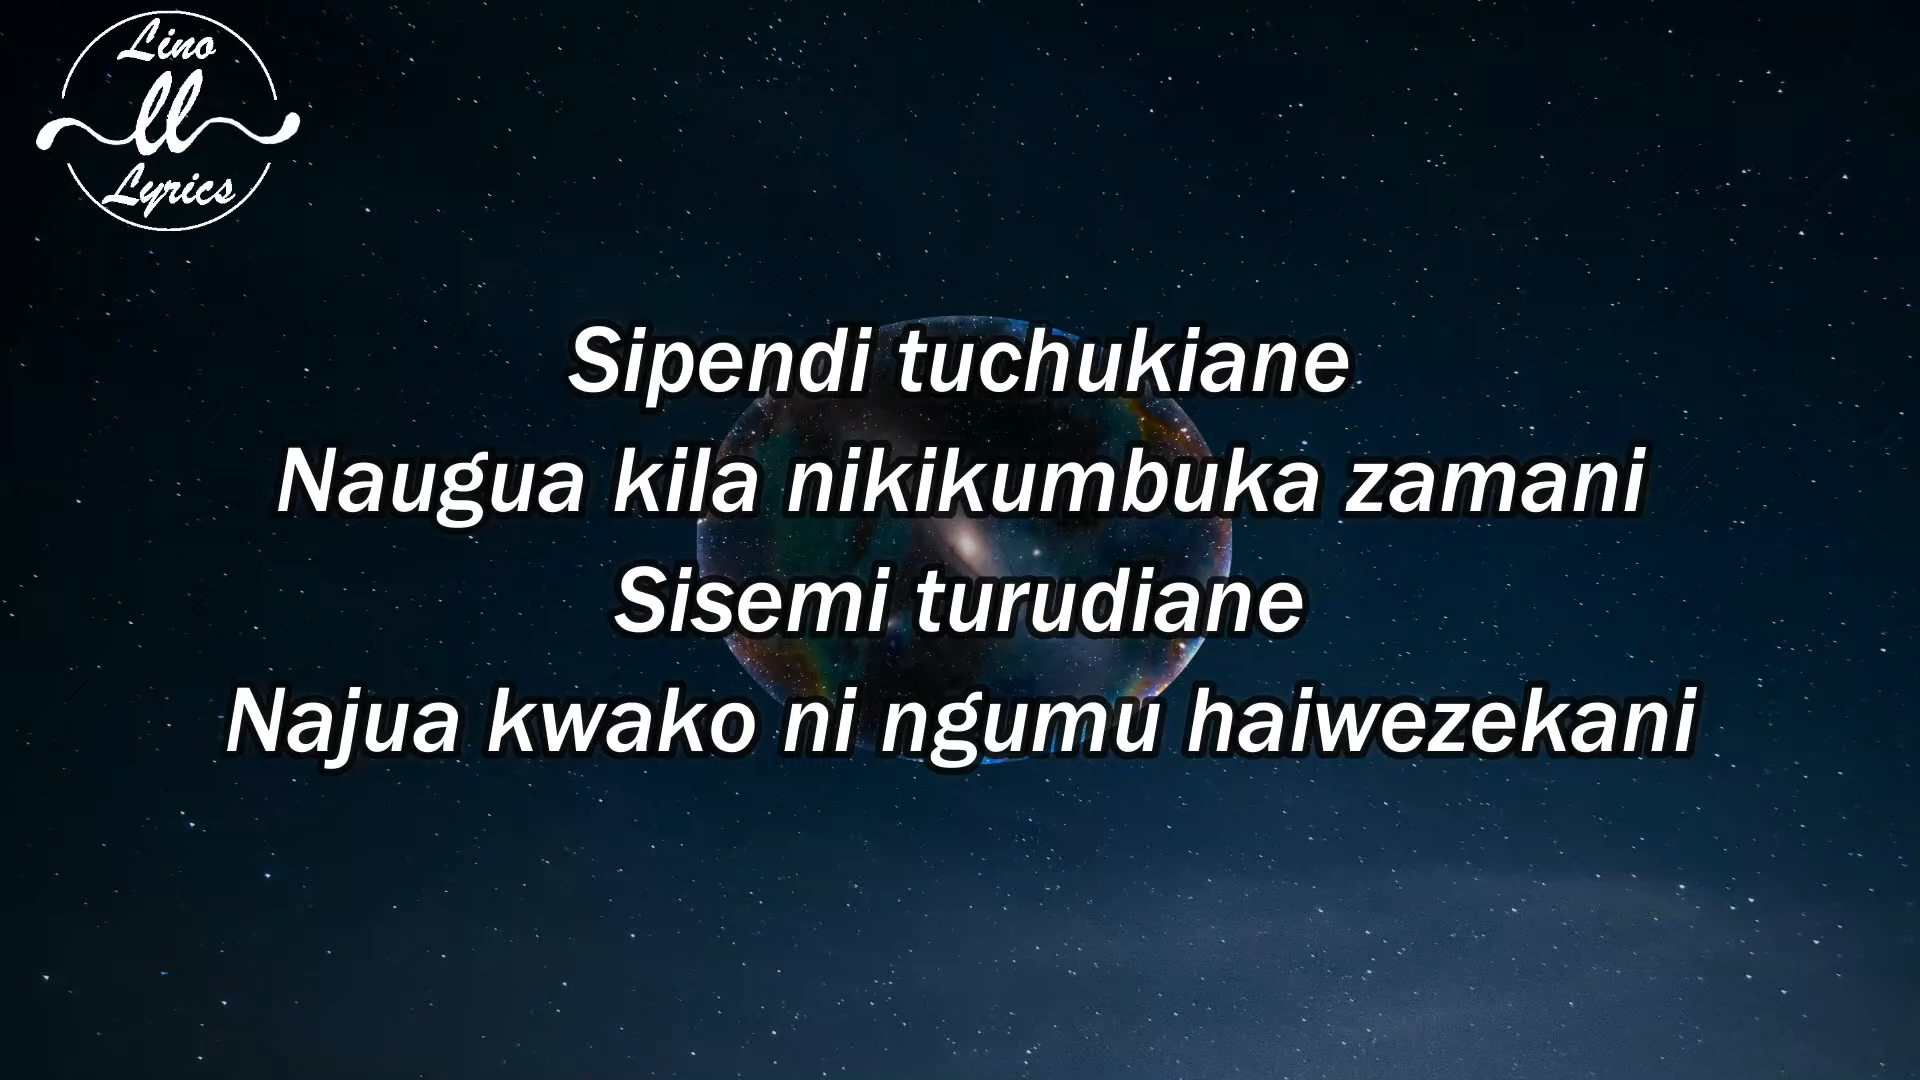 Lino
ll
Lyrics
Sipendi tuchukiane
Naugua kila nikikumbuka zamani
Sisemi turudiane
Najua kwako ni ngumu haiwezekani